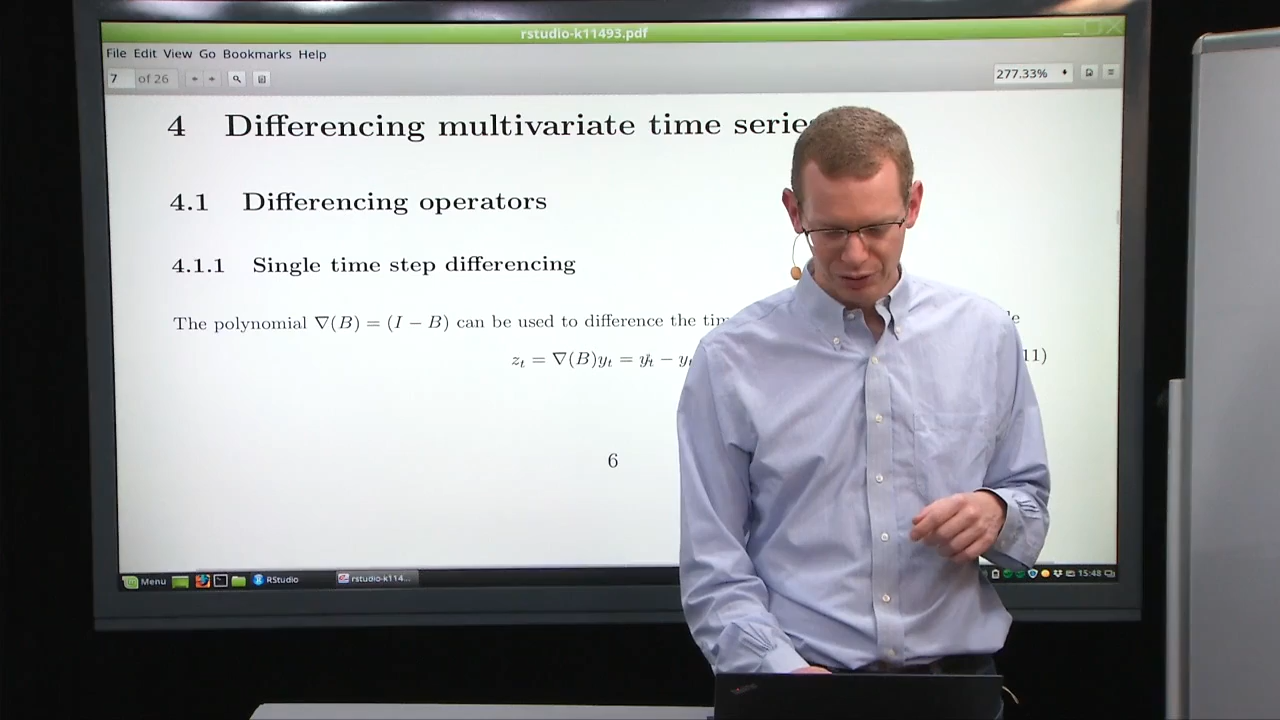 rstudio-k11493.pdf
File Edit View Go Bookmarks Help
7 of 26
277.33%
4 Differencing multivariate time
4.1 Differencing operators
4.1.1 Single time step differencing
The polynomial ∇(B) = (I − B) can be used to difference the
z_t = ∇(B)y_t = y_t − y_t 11)
6
Menu RStudio rstudio-k114... 15:48